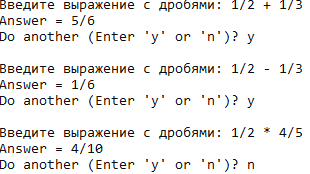 Введите выражение с дробями: 1/2 + 1/3
Answer = 5/6
Do another (Enter 'y' or 'n')? y
Введите выражение с дробями: 1/2 - 1/3
Answer = 1/6
Do another (Enter 'y' or 'n')? y
Введите выражение с дробями: 1/2 * 4/5
Answer = 4/10
Do another (Enter 'y' or 'n')? n